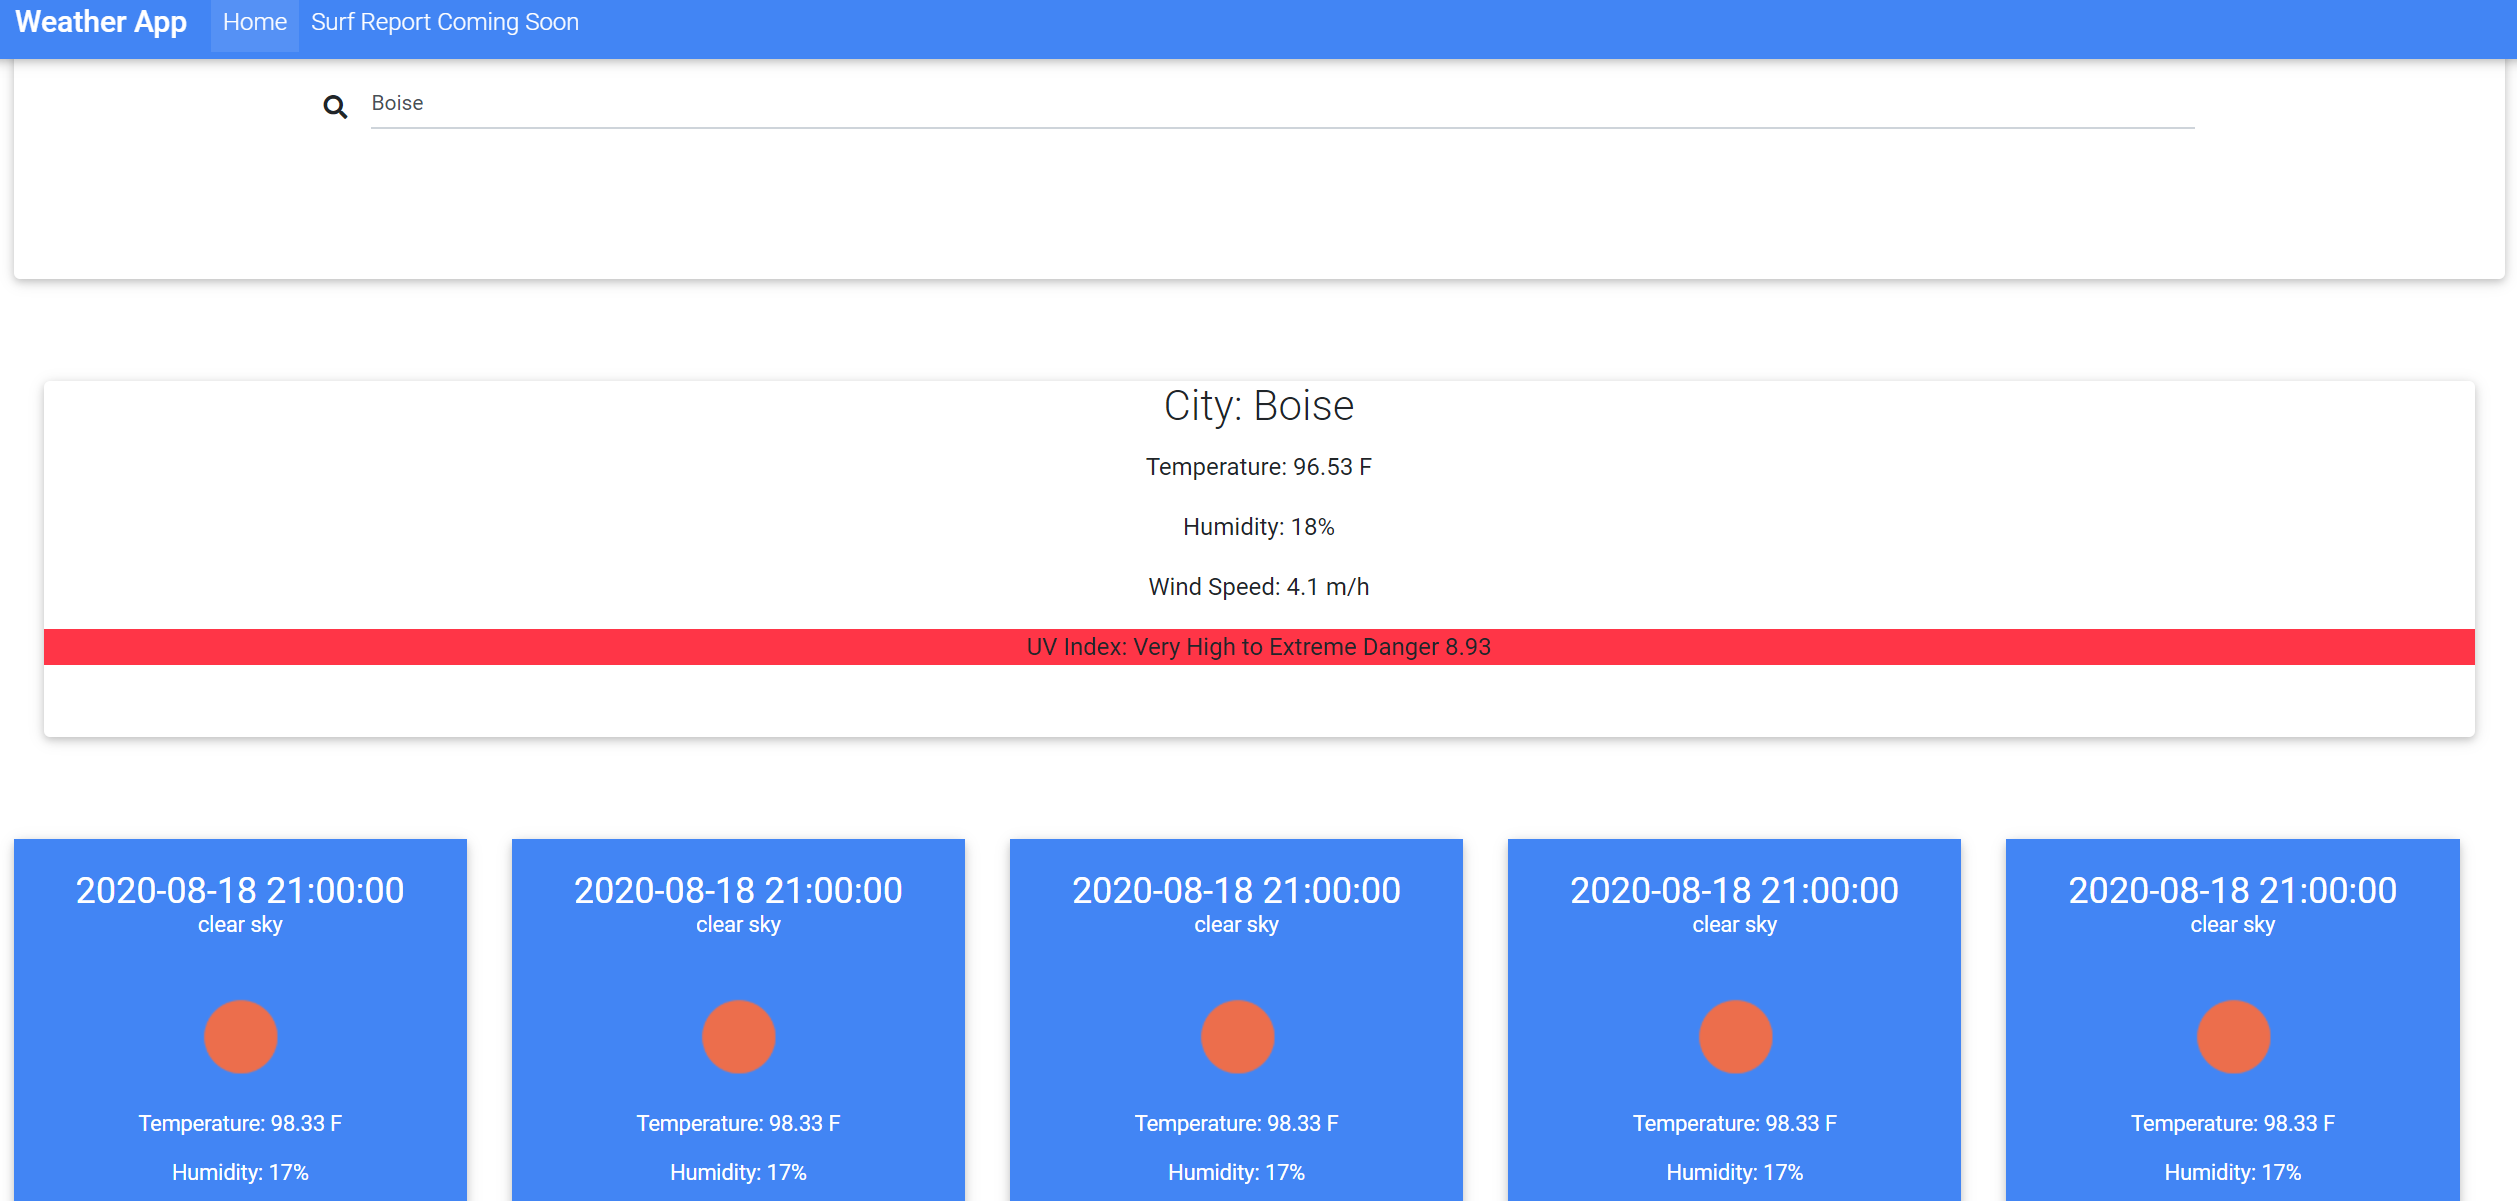 Weather App Home Surf Report Coming Soon
Boise
City: Boise
Temperature: 96.53 F
Humidity: 18%
Wind Speed: 4.1 m/h
UV Index: Very High to Extreme Danger 8.93
2020-08-18 21:00:00
clear sky
Temperature: 98.33 F
Humidity: 17%
2020-08-18 21:00:00
clear sky
Temperature: 98.33 F
Humidity: 17%
2020-08-18 21:00:00
clear sky
Temperature: 98.33 F
Humidity: 17%
2020-08-18 21:00:00
clear sky
Temperature: 98.33 F
Humidity: 17%
2020-08-18 21:00:00
clear sky
Temperature: 98.33 F
Humidity: 17%